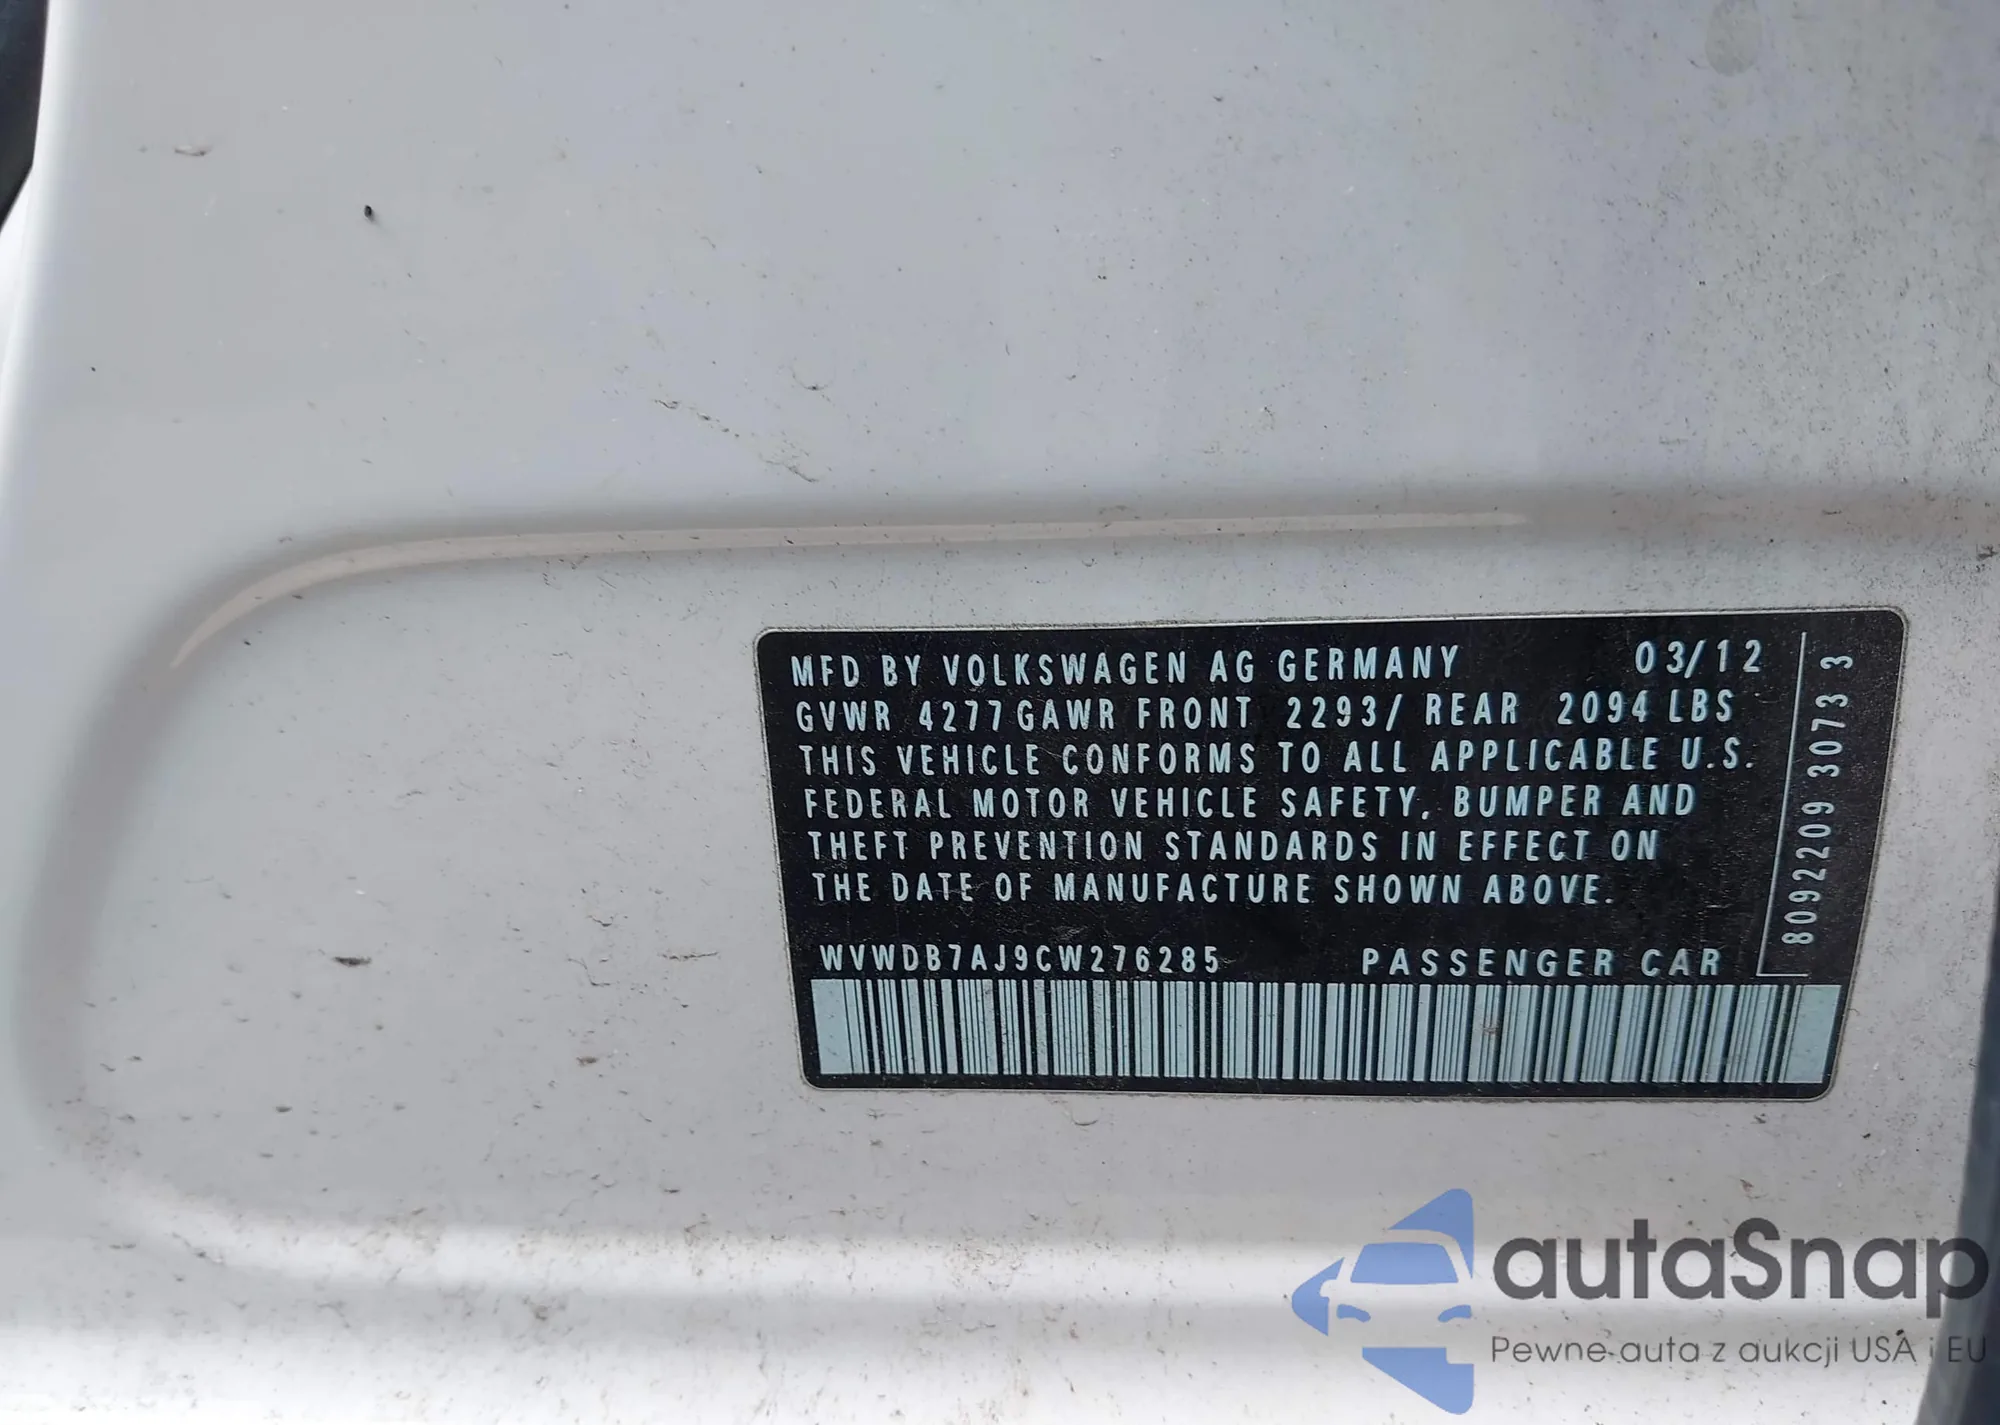 MFD BY VOLKSWAGEN AG GERMANY 03/12
GVWR 4277 GAWR FRONT 2293/ REAR 2094 LBS
THIS VEHICLE CONFORMS TO ALL APPLICABLE U.S.
FEDERAL MOTOR VEHICLE SAFETY, BUMPER AND
THEFT PREVENTION STANDARDS IN EFFECT ON
THE DATE OF MANUFACTURE SHOWN ABOVE.
WVWDB7AJ9CW276285 PASSENGER CAR
8092209 3073 3
autaSnap
Pewne auta z aukcji USA i EU